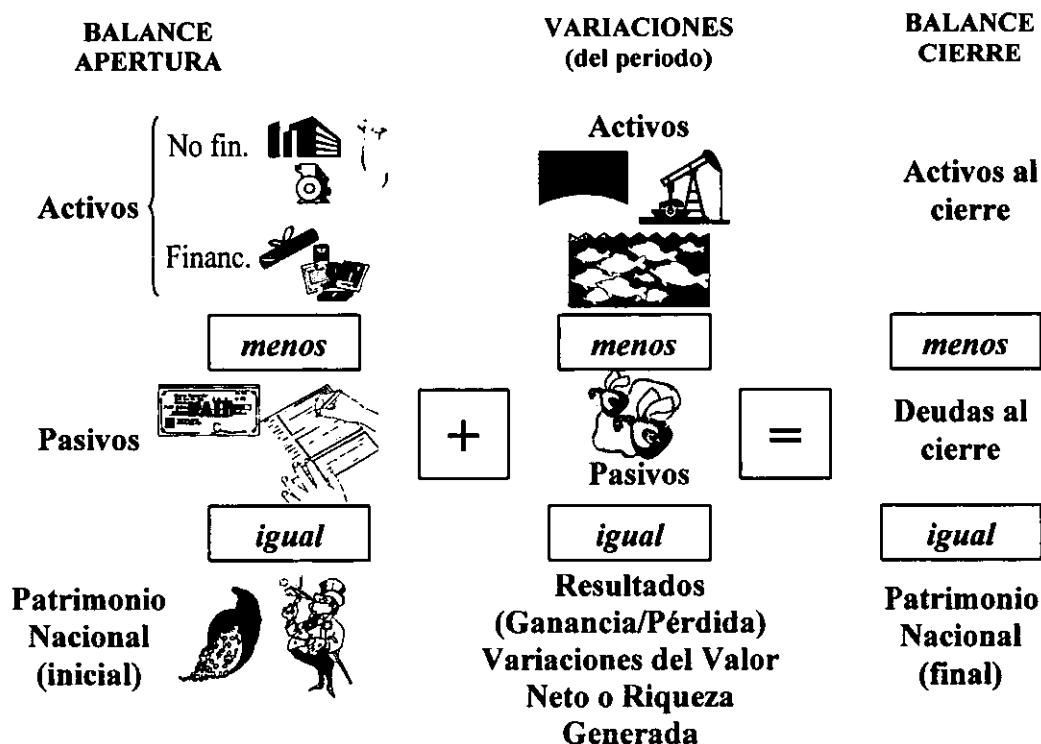 BALANCE
APERTURA
VARIACIONES
(del periodo)
BALANCE
CIERRE
Activos
No fin.
Financ.
Activos
Activos al
cierre
menos
menos
menos
Pasivos
PAID
+
Pasivos
=
Deudas al
cierre
igual
igual
igual
Patrimonio
Nacional
(inicial)
Resultados
(Ganancia/Pérdida)
Variaciones del Valor
Neto o Riqueza
Generada
Patrimonio
Nacional
(final)